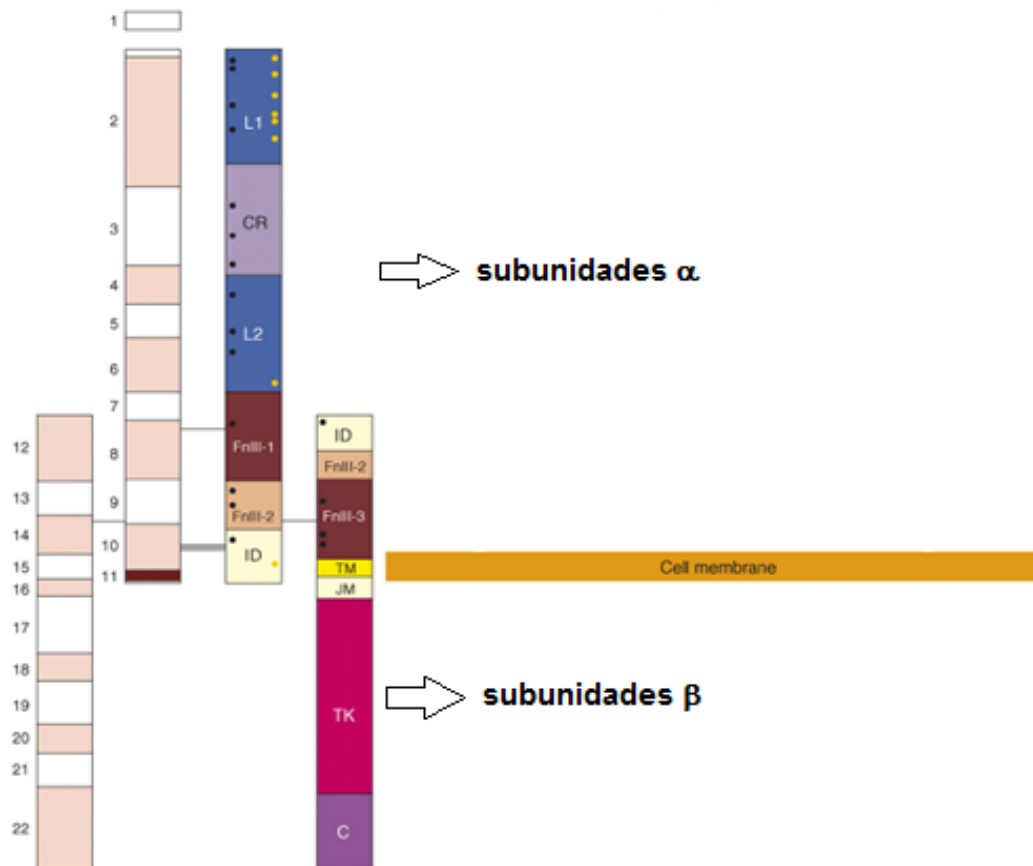 1
2
3
4
5
6
7
8
9
10
11
12
13
14
15
16
17
18
19
20
21
22
L1
CR
L2
FnIII-1
FnIII-2
ID
ID
FnIII-2
FnIII-3
TM
JM
TK
C
subunidades α
Cell membrane
subunidades β